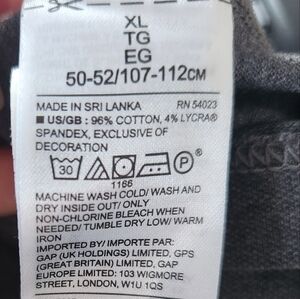 XL
TG
EG
50-52/107-112CM
MADE IN SRI LANKA RN 54023
■ US/GB : 96% COTTON, 4% LYCRA®
SPANDEX, EXCLUSIVE OF
DECORATION
30 P ®
1166
MACHINE WASH COLD/ WASH AND
DRY INSIDE OUT/ ONLY
NON-CHLORINE BLEACH WHEN
NEEDED/ TUMBLE DRY LOW/ WARM
IRON
IMPORTED BY/ IMPORTE PAR:
GAP (UK HOLDINGS) LIMITED, GPS
(GREAT BRITAIN) LIMITED, GAP
EUROPE LIMITED: 103 WIGMORE
STREET, LONDON, W1U 1QS